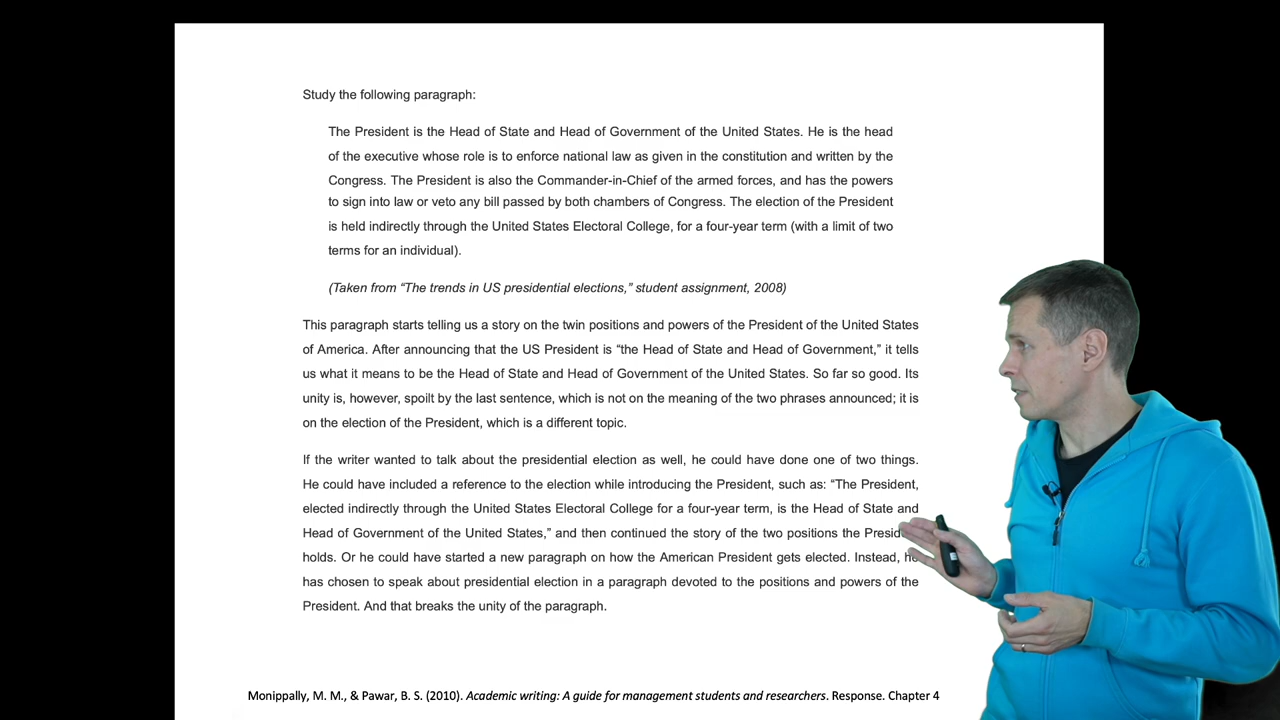 Study the following paragraph:
The President is the Head of State and Head of Government of the United States. He is the head
of the executive whose role is to enforce national law as given in the constitution and written by the
Congress. The President is also the Commander-in-Chief of the armed forces, and has the powers
to sign into law or veto any bill passed by both chambers of Congress. The election of the President
is held indirectly through the United States Electoral College, for a four-year term (with a limit of two
terms for an individual).
(Taken from “The trends in US presidential elections,” student assignment, 2008)
This paragraph starts telling us a story on the twin positions and powers of the President of the United States
of America. After announcing that the US President is “the Head of State and Head of Government,” it tells
us what it means to be the Head of State and Head of Government of the United States. So far so good. Its
unity is, however, spoilt by the last sentence, which is not on the meaning of the two phrases announced; it is
on the election of the President, which is a different topic.
If the writer wanted to talk about the presidential election as well, he could have done one of two things.
He could have included a reference to the election while introducing the President, such as: “The President,
elected indirectly through the United States Electoral College for a four-year term, is the Head of State and
Head of Government of the United States,” and then continued the story of the two positions the
holds. Or he could have started a new paragraph on how the American President gets elected. Instead, he
has chosen to speak about presidential election in a paragraph devoted to the positions and powers of the
President. And that breaks the unity of the paragraph.
Monippally, M. M., & Pawar, B. S. (2010). Academic writing: A guide for management students and researchers. Response. Chapter 4